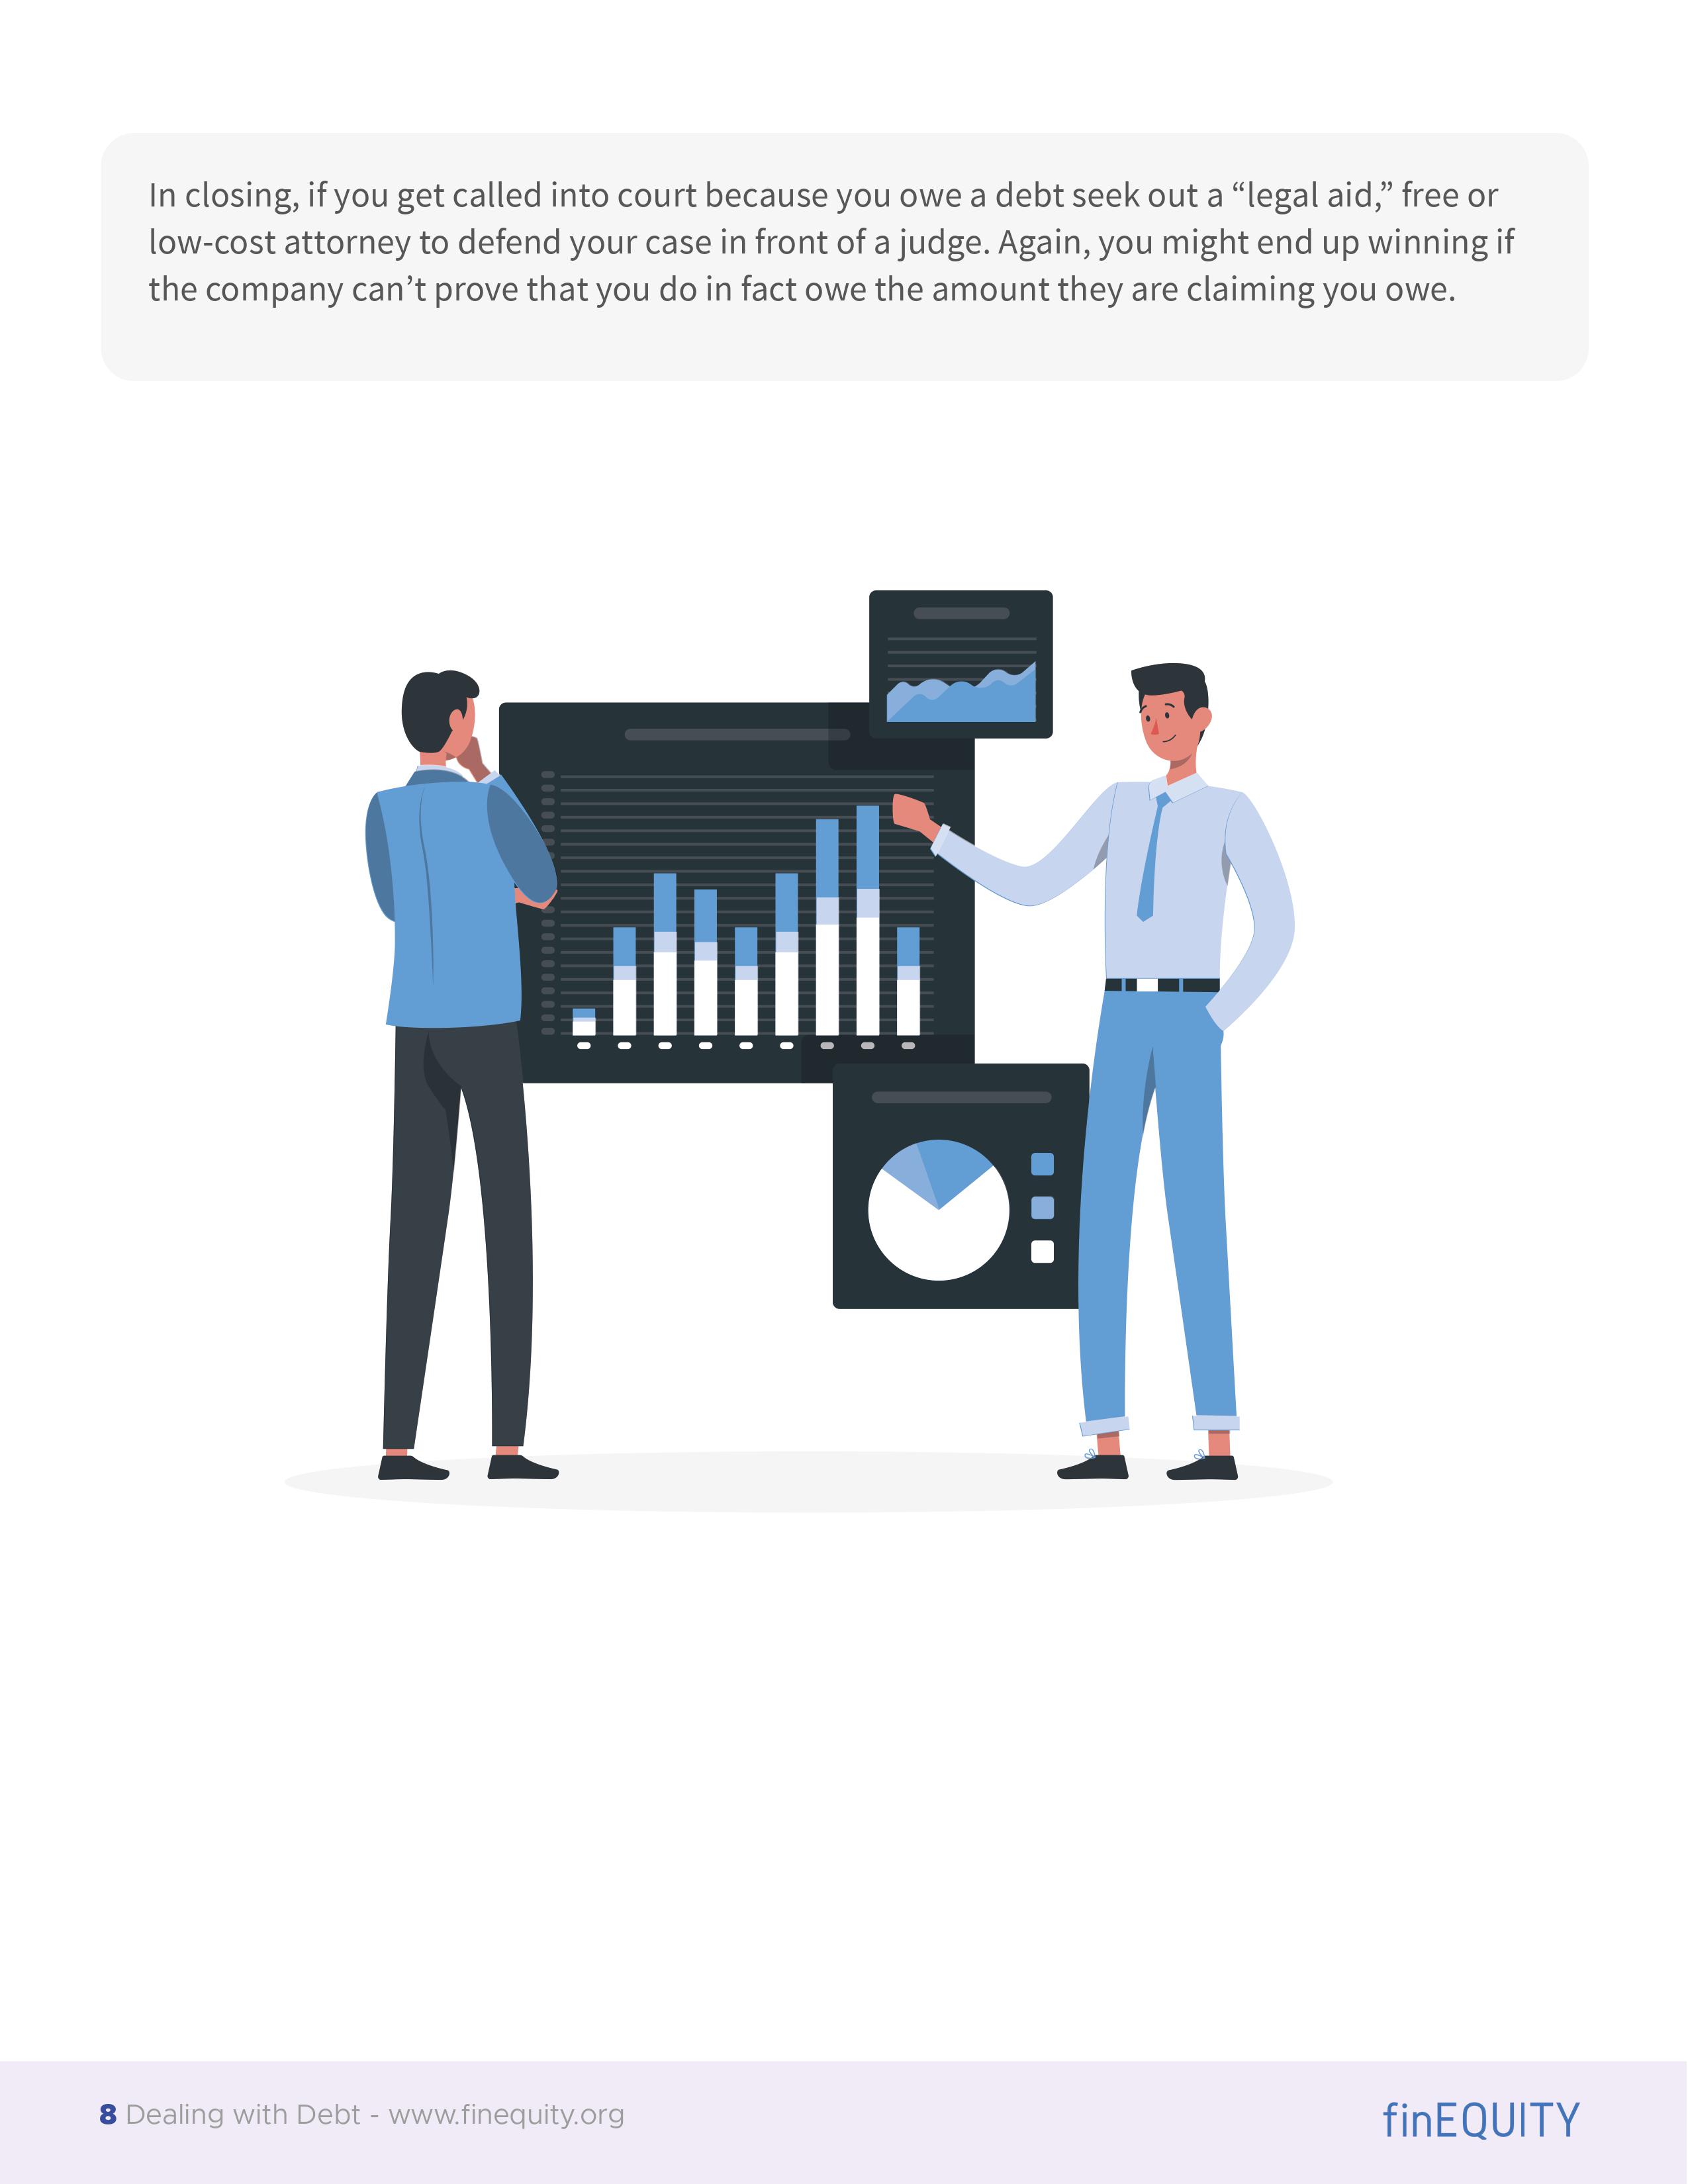 In closing, if you get called into court because you owe a debt seek out a “legal aid,” free or
low-cost attorney to defend your case in front of a judge. Again, you might end up winning if
the company can’t prove that you do in fact owe the amount they are claiming you owe.
8 Dealing with Debt - www.finequity.org
finEQUITY